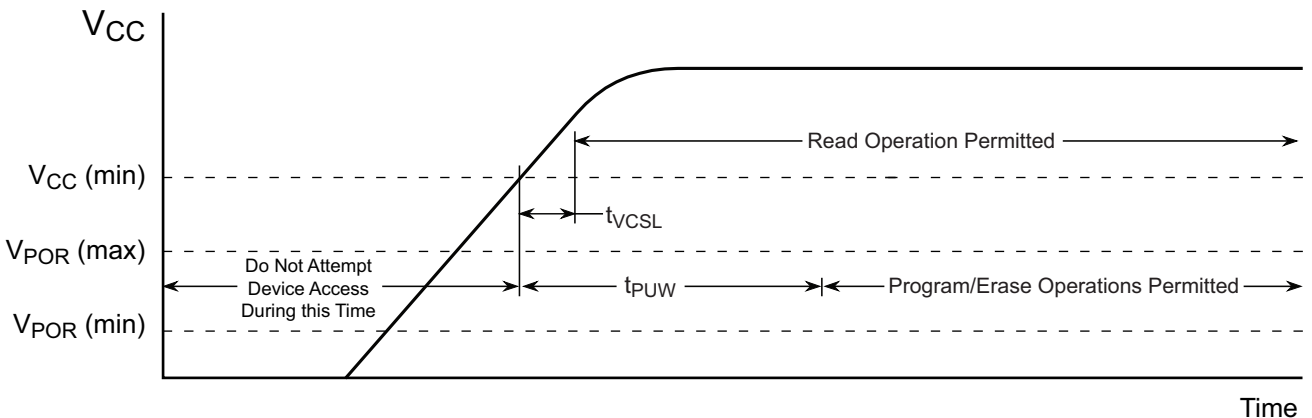 VCC
Read Operation Permitted
VCC (min)
tVCSL
VPOR (max)
Do Not Attempt
Device Access
During this Time
tPUW
Program/Erase Operations Permitted
VPOR (min)
Time